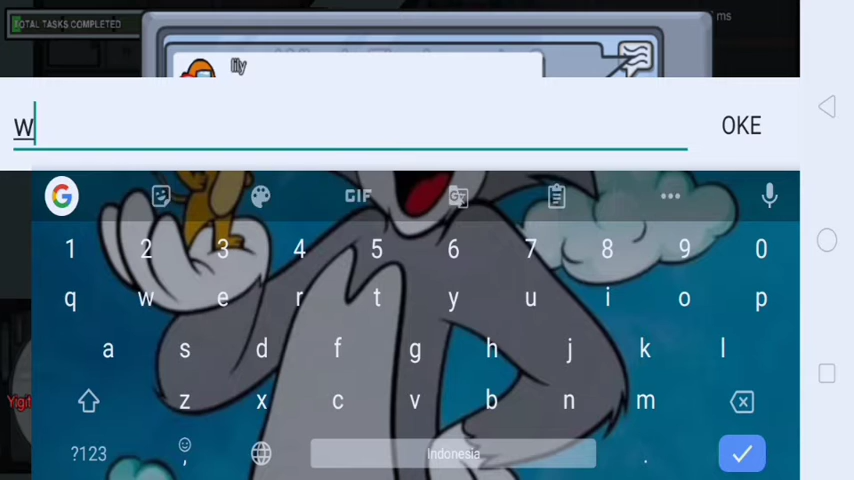 TOTAL TASKS COMPLETED
ms
fily
W
OKE
G
GIF
G
1 2 3 4 5 6 7 8 9 0
q w e r t y u i o p
a s d f g h j k l
z x c v b n m
Yigit
?123 , Indonesia .